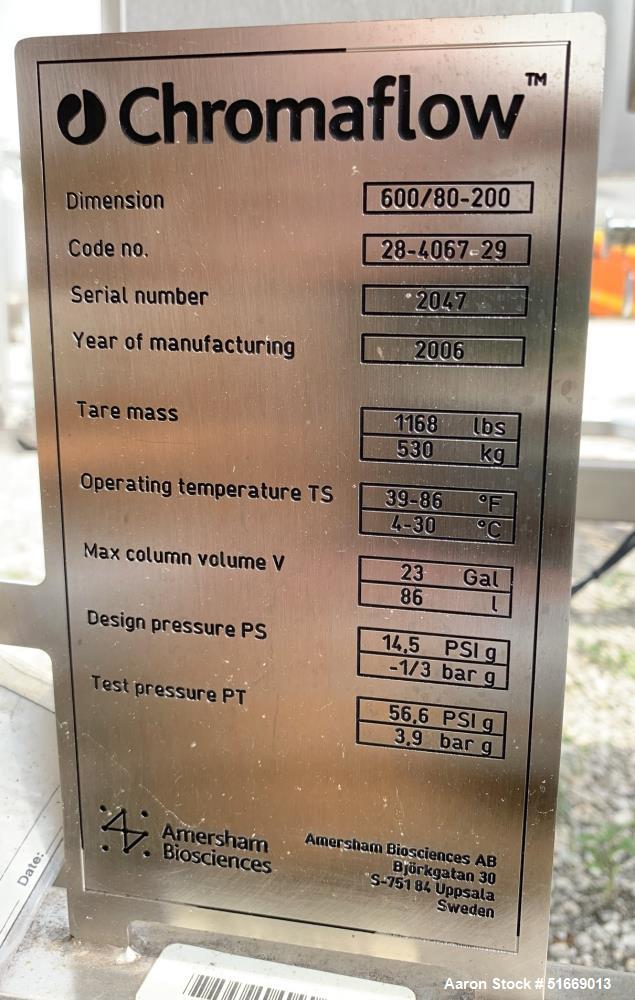 Chromaflow™
Dimension 600/80-200
Code no. 28-4067-29
Serial number 2047
Year of manufacturing 2006
Tare mass 1168 lbs
530 kg
Operating temperature TS 39-86 °F
4-30 °C
Max column volume V 23 Gal
86 l
Design pressure PS 14,5 PSI g
-1/3 bar g
Test pressure PT 56,6 PSI g
3,9 bar g
Amersham
Biosciences
Amersham Biosciences AB
Björkgatan 30
S-751 84 Uppsala
Sweden
Date:
Aaron Stock # 51669013